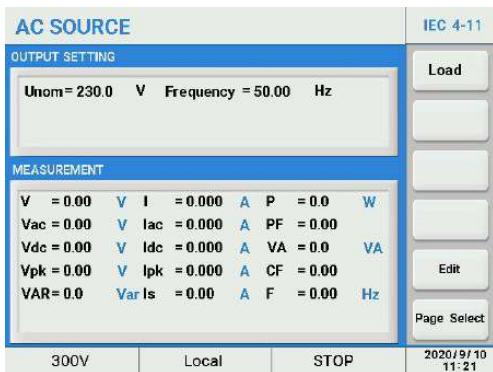 AC SOURCE
IEC 4-11
OUTPUT SETTING
Unom= 230.0 V Frequency = 50.00 Hz
Load
MEASUREMENT
V = 0.00 V I = 0.000 A P = 0.0 W
Vac = 0.00 V Iac = 0.000 A PF = 0.00
Vdc = 0.00 V Idc = 0.000 A VA = 0.0 VA
Vpk = 0.00 V Ipk = 0.000 A CF = 0.00
VAR= 0.0 Var Is = 0.00 A F = 0.00 Hz
Edit
Page Select
300V Local STOP
2020/9/10
11:21